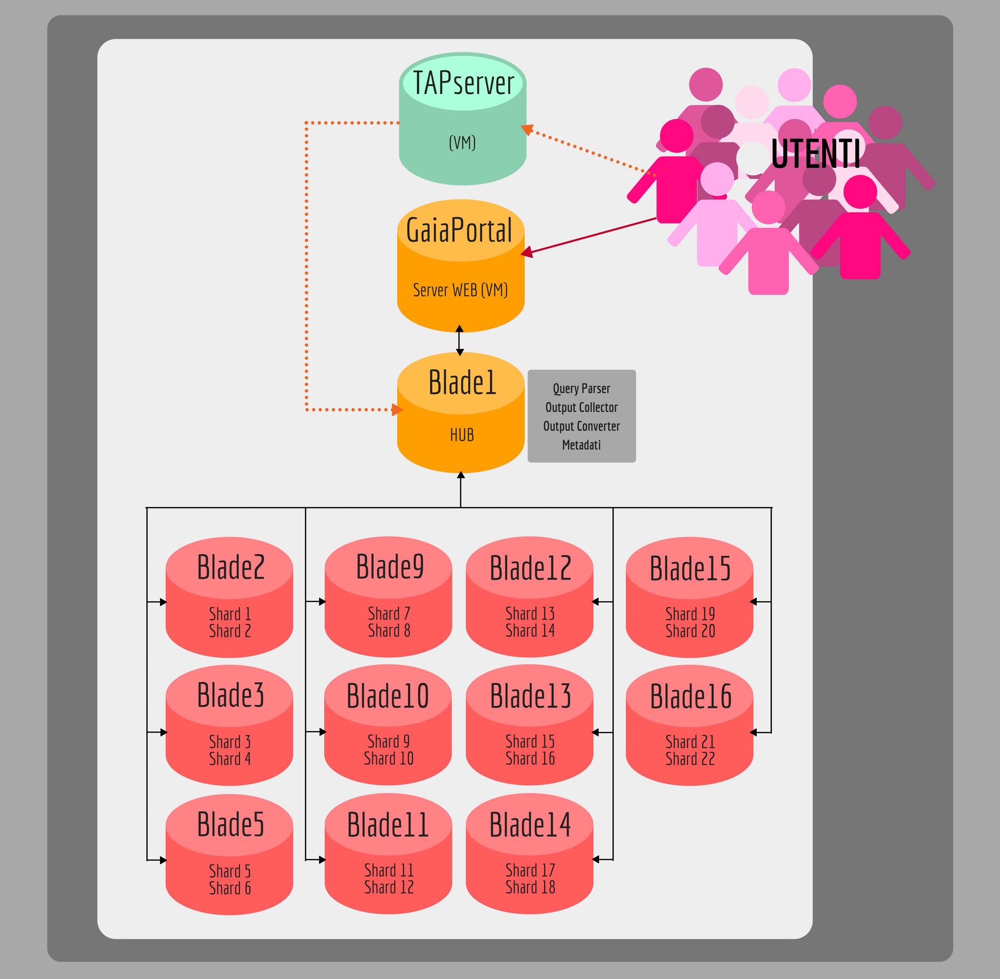 TAPserver
(VM)
UTENTI
GaiaPortal
Server WEB (VM)
Blade1
HUB
Query Parser
Output Collector
Output Converter
Metadati
Blade2
Shard 1
Shard 2
Blade9
Shard 7
Shard 8
Blade12
Shard 13
Shard 14
Blade15
Shard 19
Shard 20
Blade3
Shard 3
Shard 4
Blade10
Shard 9
Shard 10
Blade13
Shard 15
Shard 16
Blade16
Shard 21
Shard 22
Blade5
Shard 5
Shard 6
Blade11
Shard 11
Shard 12
Blade14
Shard 17
Shard 18